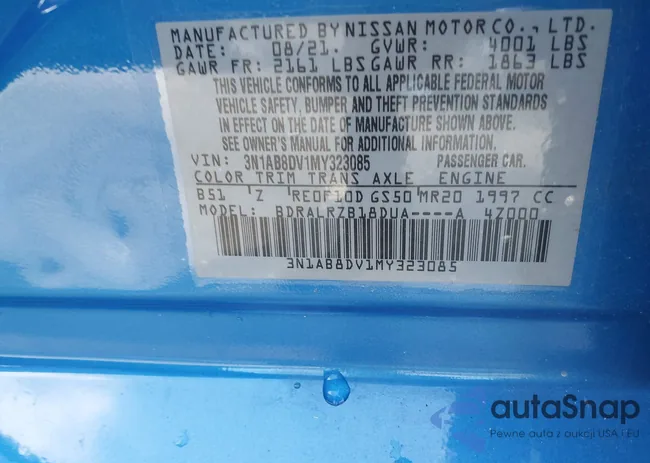 MANUFACTURED BY NISSAN MOTOR CO., LTD.
DATE: 08/21. GVWR: 4001 LBS
GAWR FR: 2161 LBS GAWR RR: 1863 LBS
THIS VEHICLE CONFORMS TO ALL APPLICABLE FEDERAL MOTOR
VEHICLE SAFETY, BUMPER AND THEFT PREVENTION STANDARDS
IN EFFECT ON THE DATE OF MANUFACTURE SHOWN ABOVE.
SEE OWNER'S MANUAL FOR ADDITIONAL INFORMATION.
VIN: 3N1AB8DV1MY323085 PASSENGER CAR.
COLOR TRIM TRANS AXLE ENGINE
B51 Z RE0F10D GS50 MR20 1997 CC
MODEL: BDRALRZB18DUA----A 4Z000
3N1AB8DV1MY323085
autaSnap
Pewne auta z aukcji USA i EU